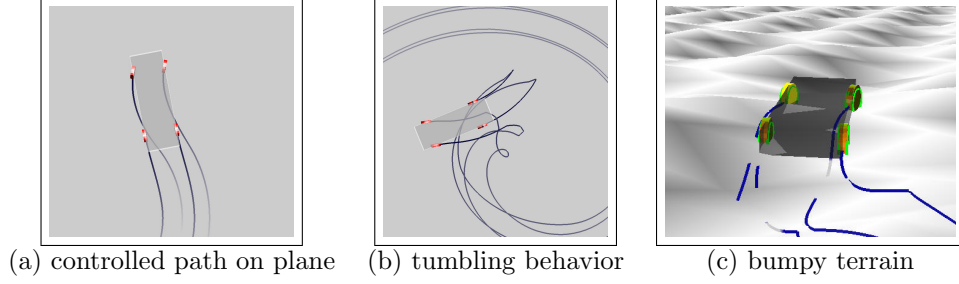 (a) controlled path on plane
(b) tumbling behavior
(c) bumpy terrain